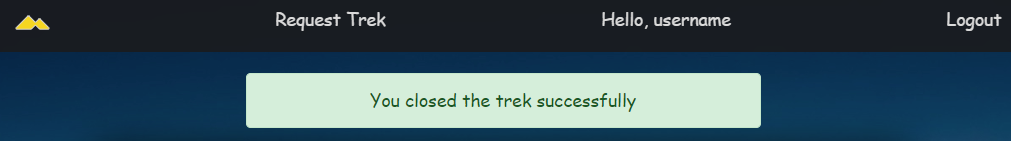 Request Trek Hello, username Logout
You closed the trek successfully